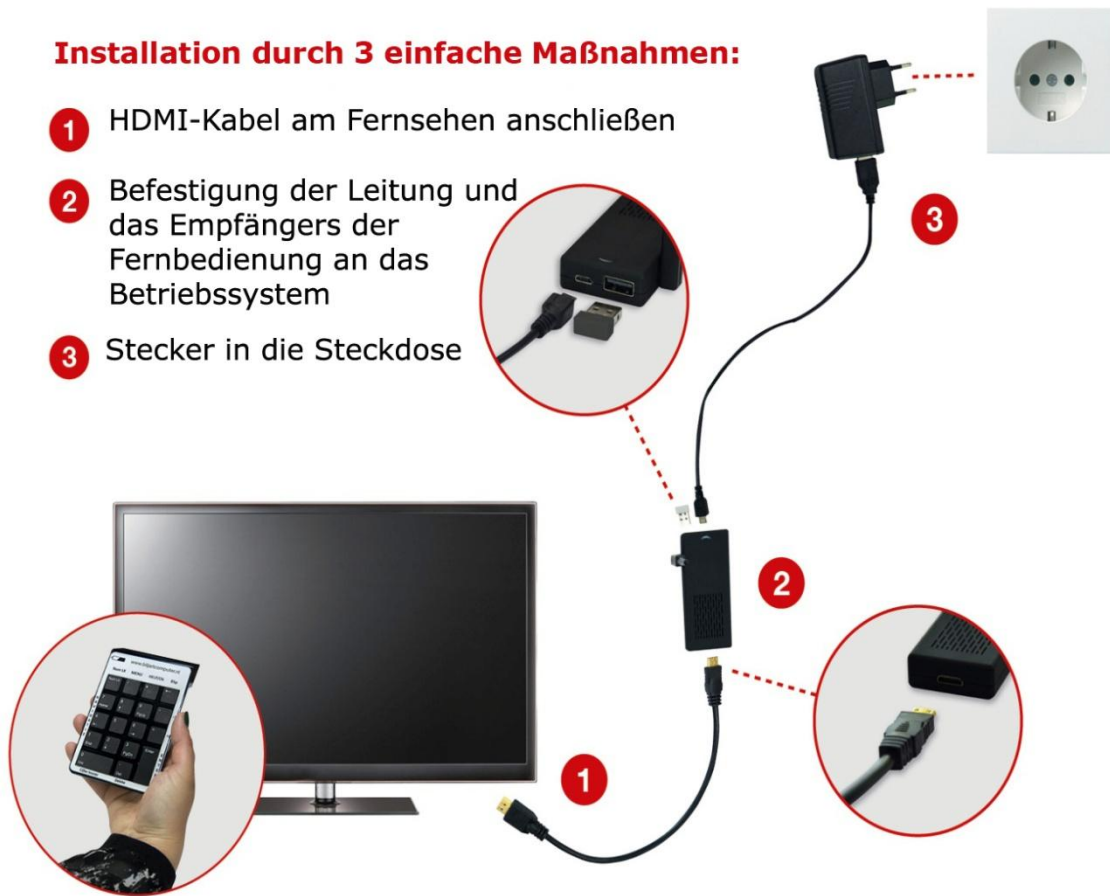 Installation durch 3 einfache Maßnahmen:
1 HDMI-Kabel am Fernsehen anschließen
2 Befestigung der Leitung und
das Empfängers der
Fernbedienung an das
Betriebssystem
3 Stecker in die Steckdose
3
2
1
MENU